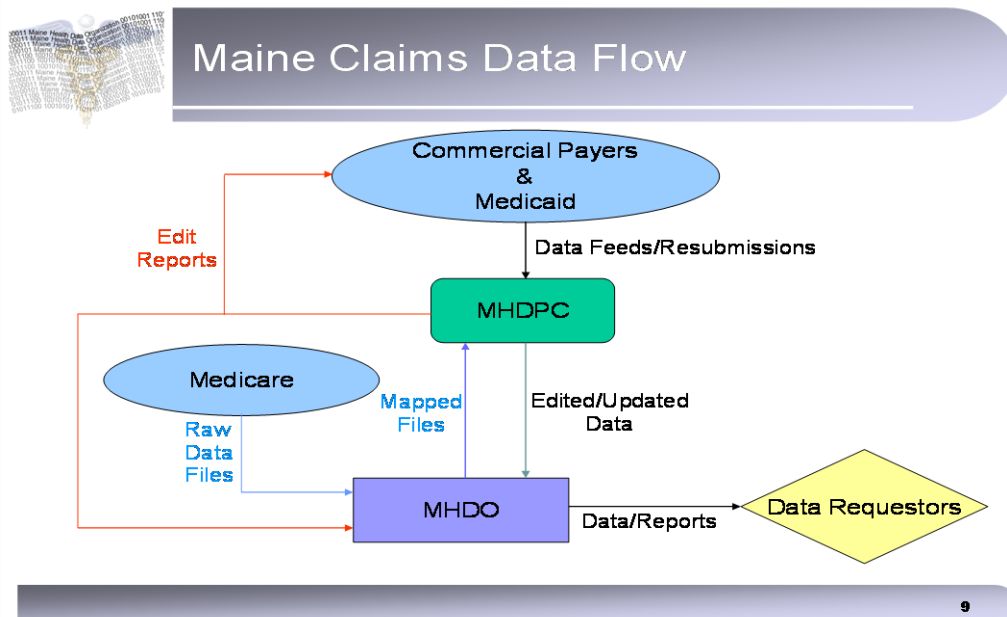 Maine Claims Data Flow
Commercial Payers
&
Medicaid
Edit
Reports
Data Feeds/Resubmissions
MHDPC
Medicare
Mapped
Files
Edited/Updated
Data
Raw
Data
Files
MHDO
Data/Reports
Data Requestors
9